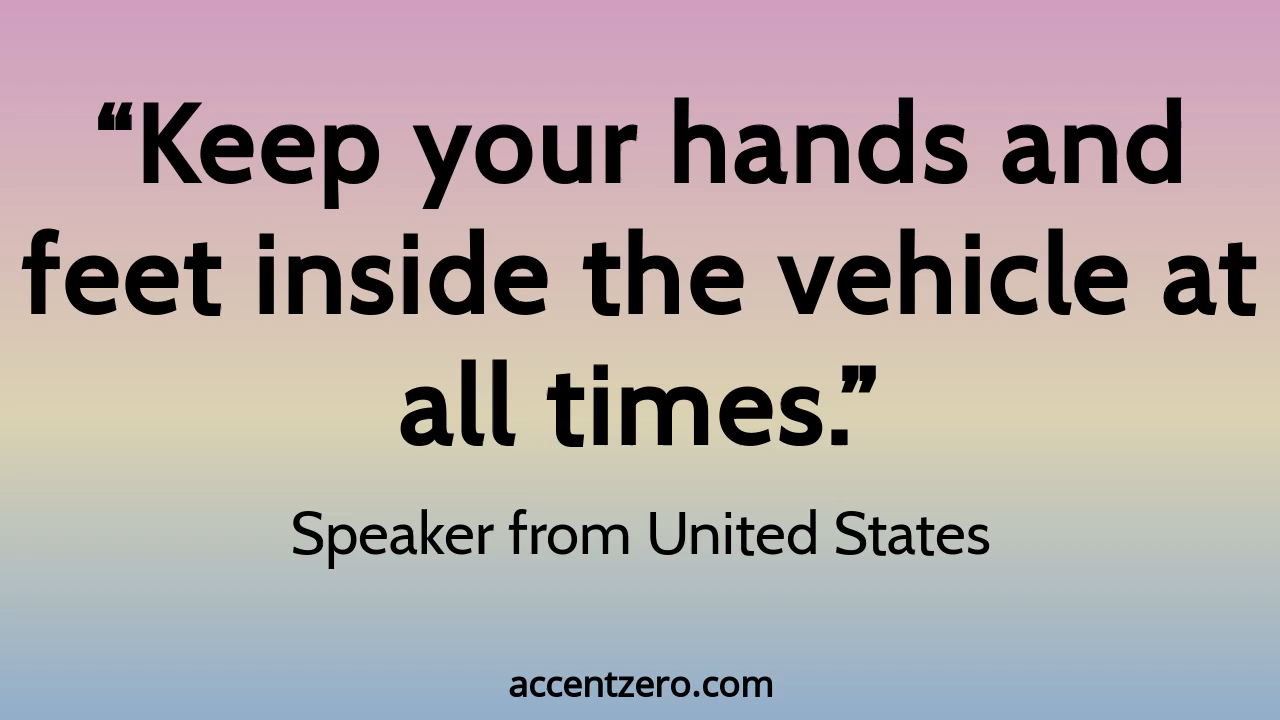 “Keep your hands and
feet inside the vehicle at
all times.”
Speaker from United States
accentzero.com